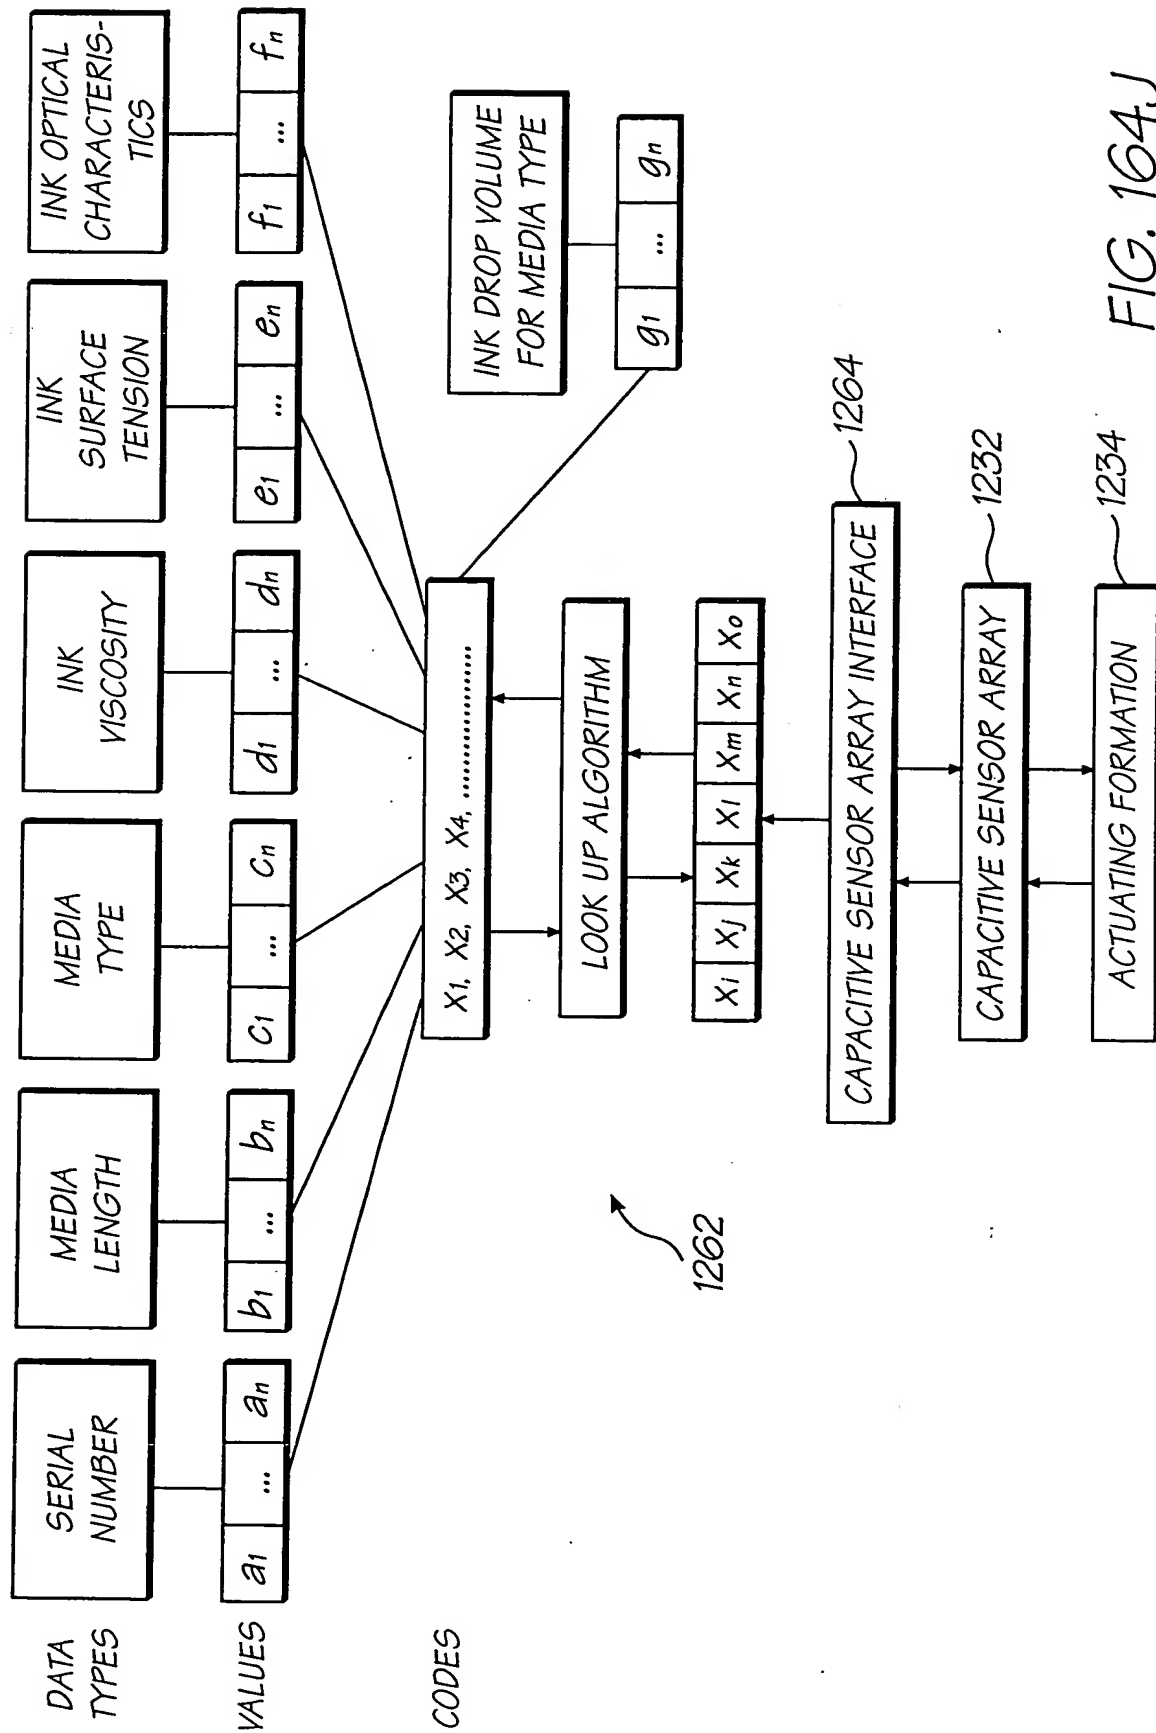 DATA
TYPES
SERIAL
NUMBER
MEDIA
LENGTH
MEDIA
TYPE
INK
VISCOSITY
INK
SURFACE
TENSION
INK OPTICAL
CHARACTERIS-
TICS
VALUES
a1 ... an
b1 ... bn
c1 ... cn
d1 ... dn
e1 ... en
f1 ... fn
CODES
X1, X2, X3, X4, ....................
INK DROP VOLUME
FOR MEDIA TYPE
g1 ... gn
LOOK UP ALGORITHM
Xi Xj Xk Xl Xm Xn Xo
1262
CAPACITIVE SENSOR ARRAY INTERFACE
1264
CAPACITIVE SENSOR ARRAY
1232
ACTUATING FORMATION
1234
FIG. 164J